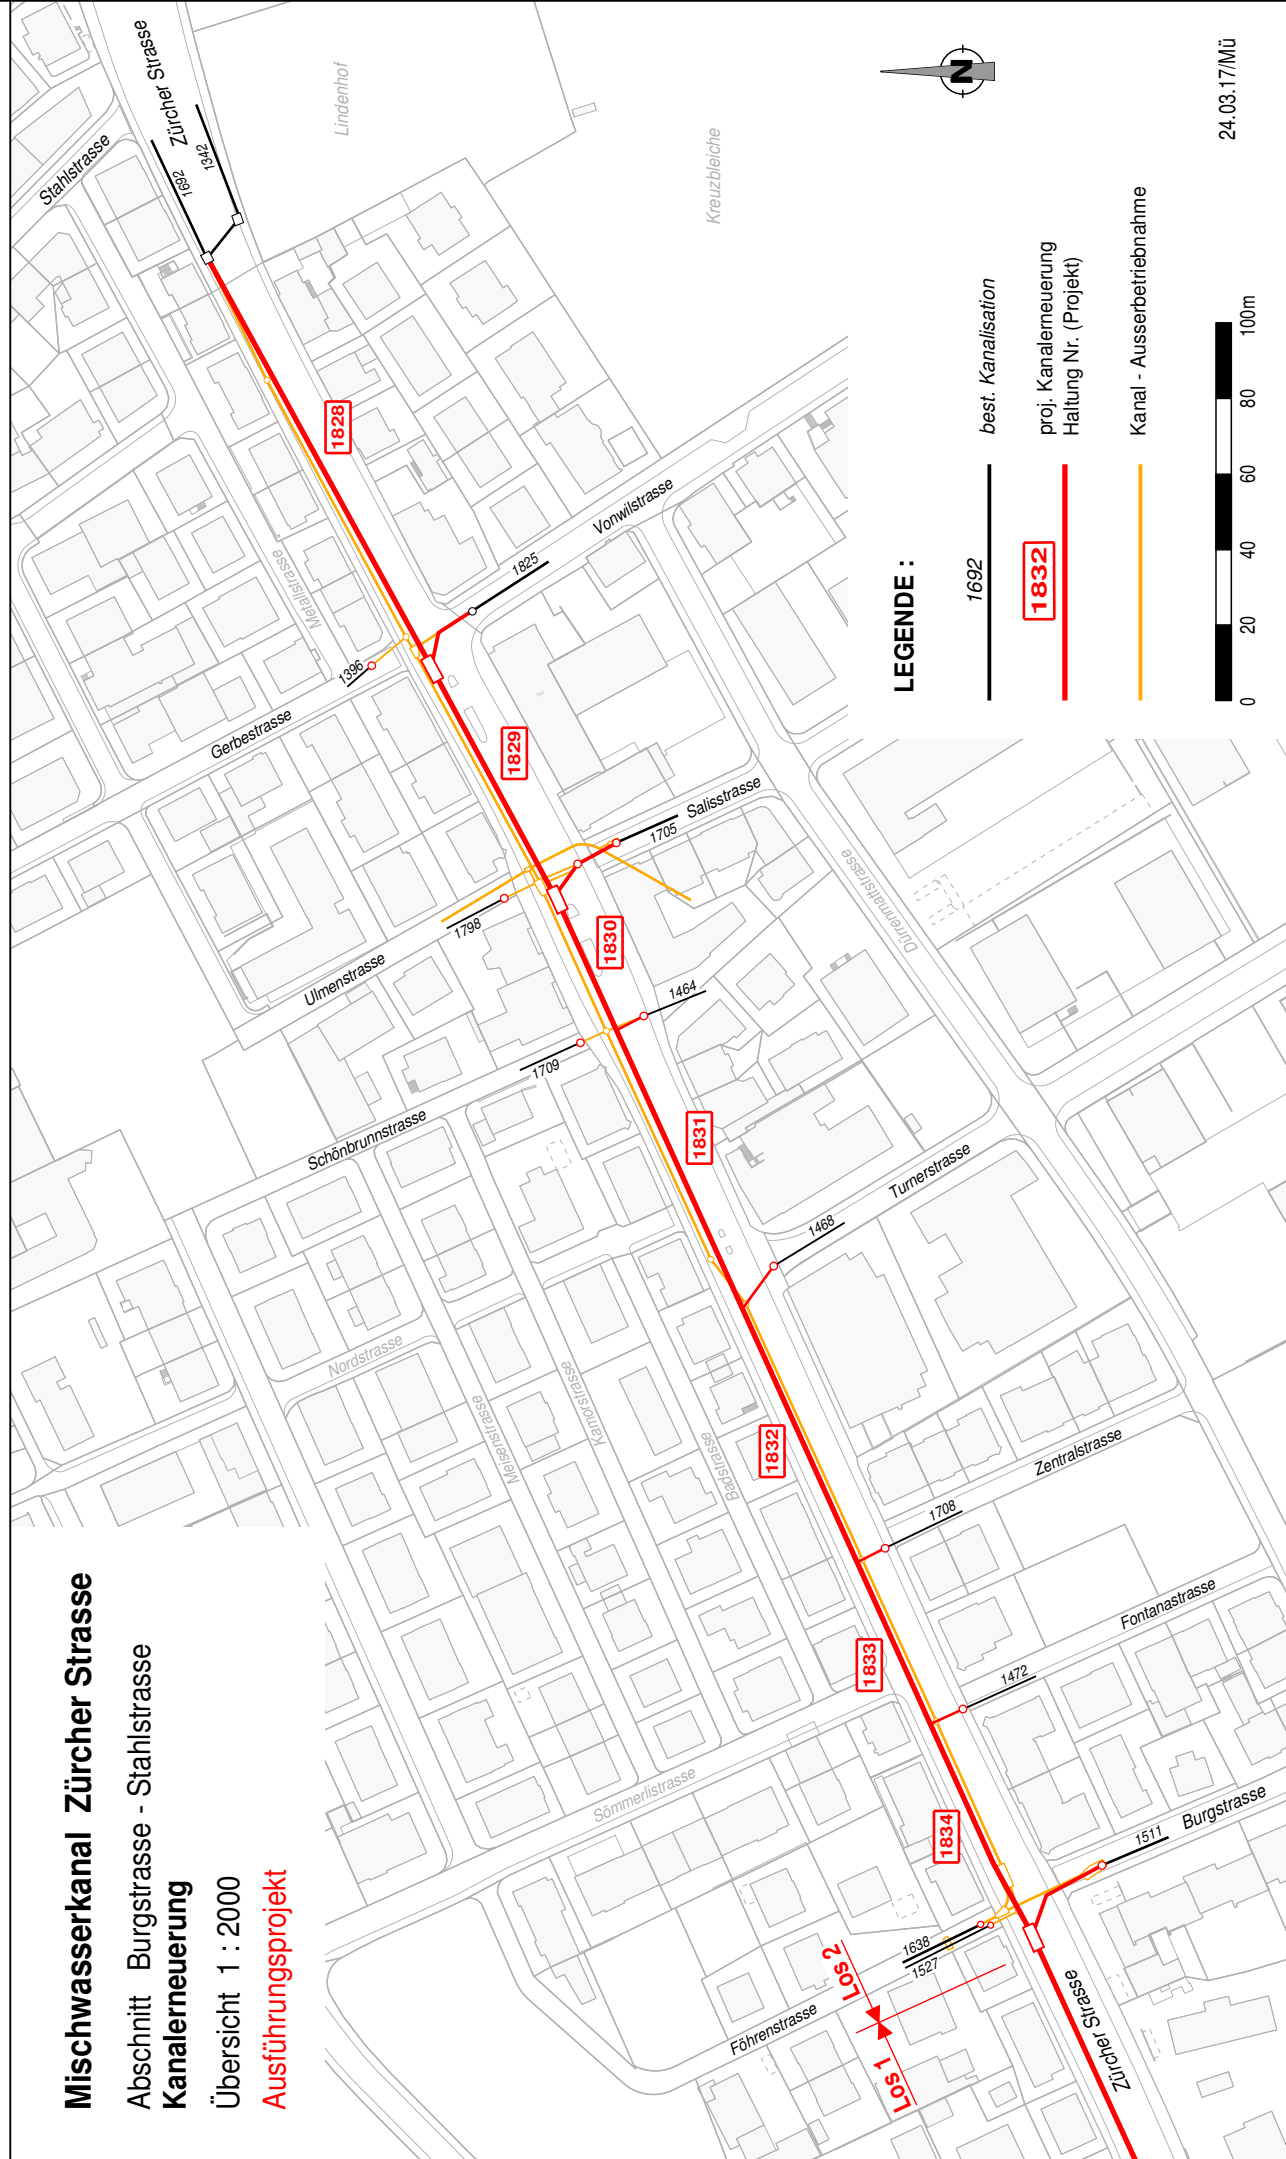 Mischwasserkanal Zürcher Strasse
Abschnitt Burgstrasse - Stahlstrasse
Kanalerneuerung
Übersicht 1 : 2000
Ausführungsprojekt
Stahlstrasse
Zürcher Strasse
1692
1342
Lindenhof
Kreuzbleiche
N
24.03.17/Mü
1828
Metallstrasse
Vonwilstrasse
1825
1396
Gerbestrasse
1829
Salisstrasse
1705
1798
Ulmenstrasse
1830
Dürrenmattstrasse
1464
1709
Schönbrunnstrasse
1831
Turnerstrasse
1468
Nordstrasse
Meisenstrasse
Kamorstrasse
Badstrasse
1832
Zentralstrasse
1708
1833
Fontanastrasse
1472
Sömmerlistrasse
1834
Burgstrasse
1511
1638
1527
Los 2
Los 1
Föhrenstrasse
Zürcher Strasse
LEGENDE :
1692
best. Kanalisation
1832
proj. Kanalerneuerung
Haltung Nr. (Projekt)
Kanal - Ausserbetriebnahme
0 20 40 60 80 100m